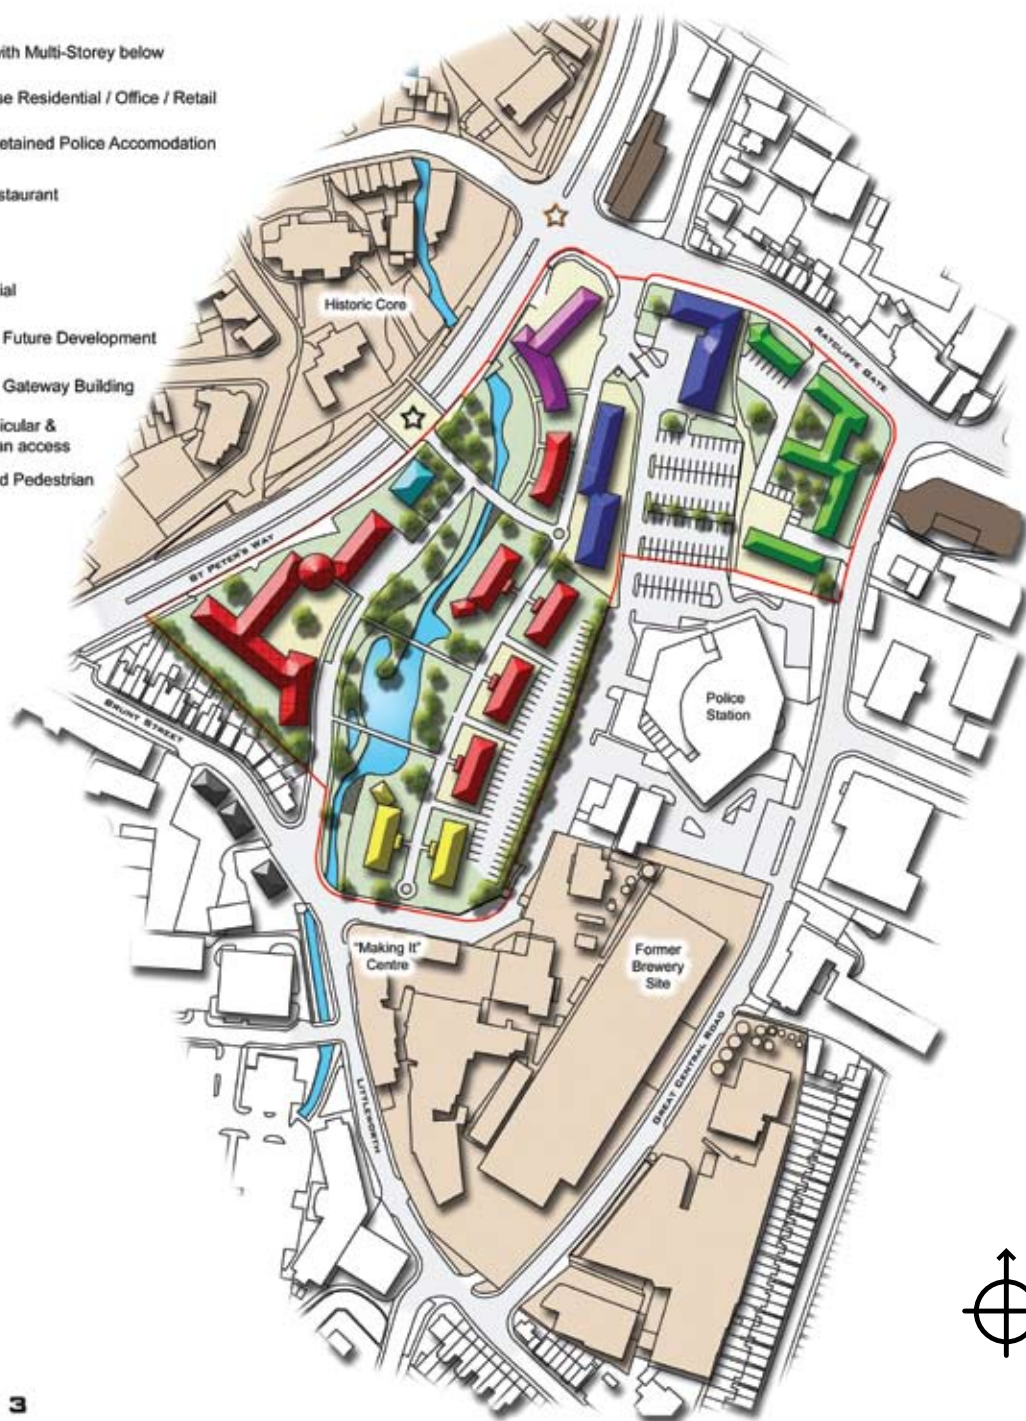 ith Multi-Storey below
se Residential / Office / Retail
etained Police Accomodation
staurant
ial
Future Development
Gateway Building
icular &
an access
d Pedestrian
Historic Core
RATCLIFFE GATE
ST PETER'S WAY
BRUNT STREET
Police
Station
"Making It"
Centre
Former
Brewery
Site
GREAT CENTRAL ROAD
LITTLEWORTH
3